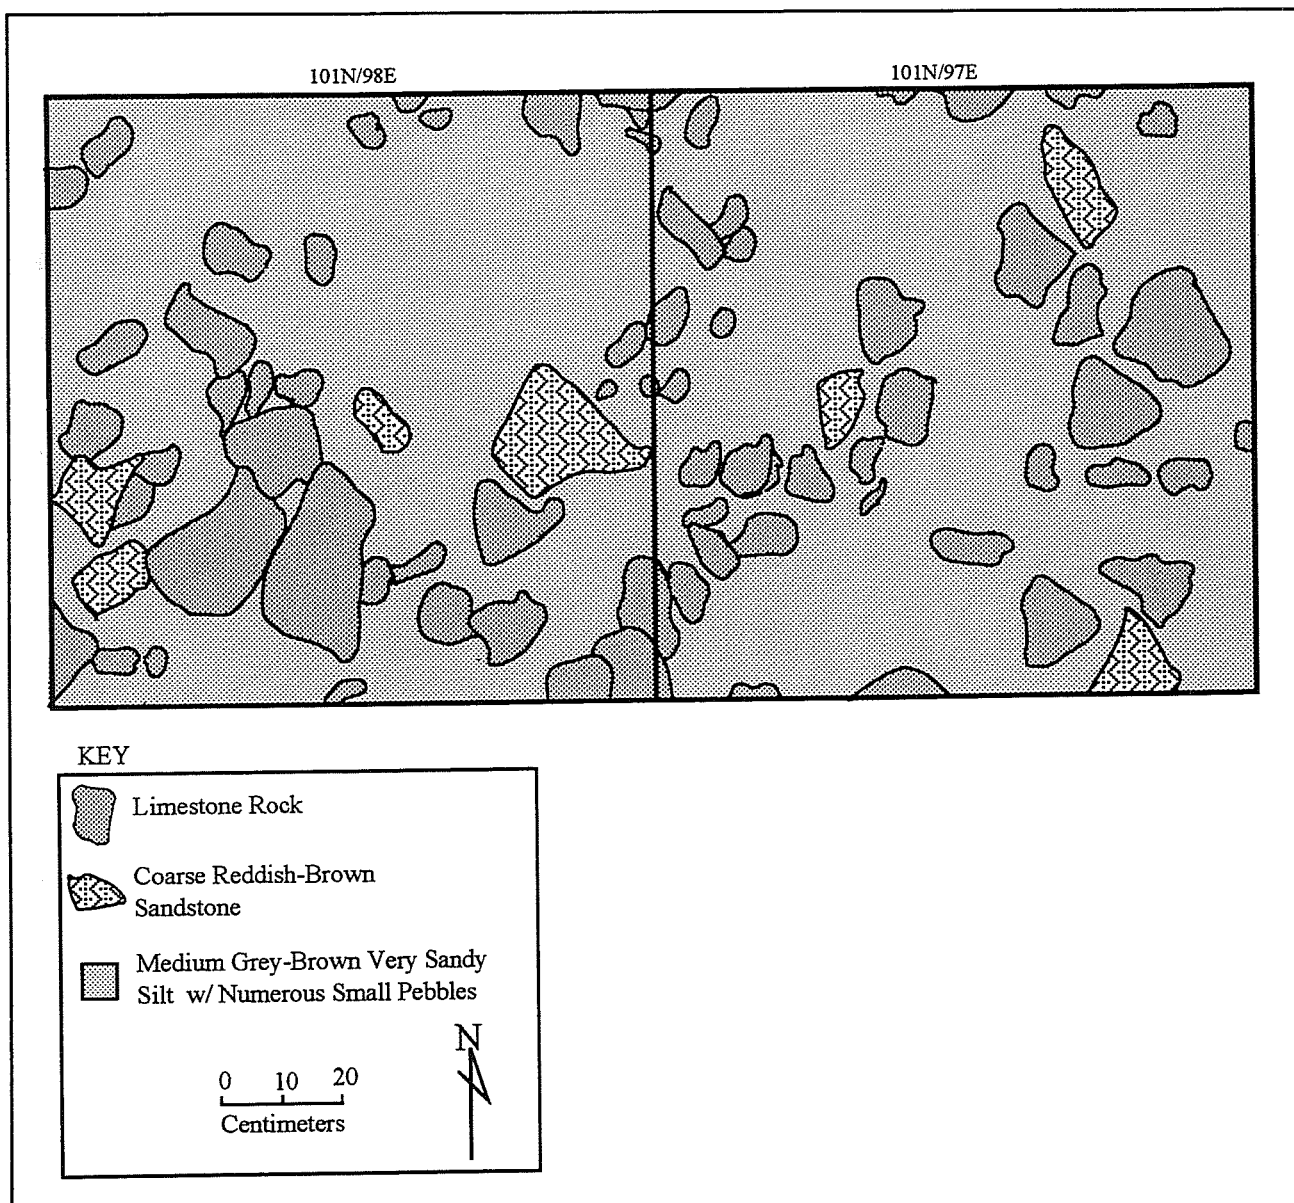 101N/98E
101N/97E
KEY
Limestone Rock
Coarse Reddish-Brown
Sandstone
Medium Grey-Brown Very Sandy
Silt w/ Numerous Small Pebbles
N
0 10 20
Centimeters